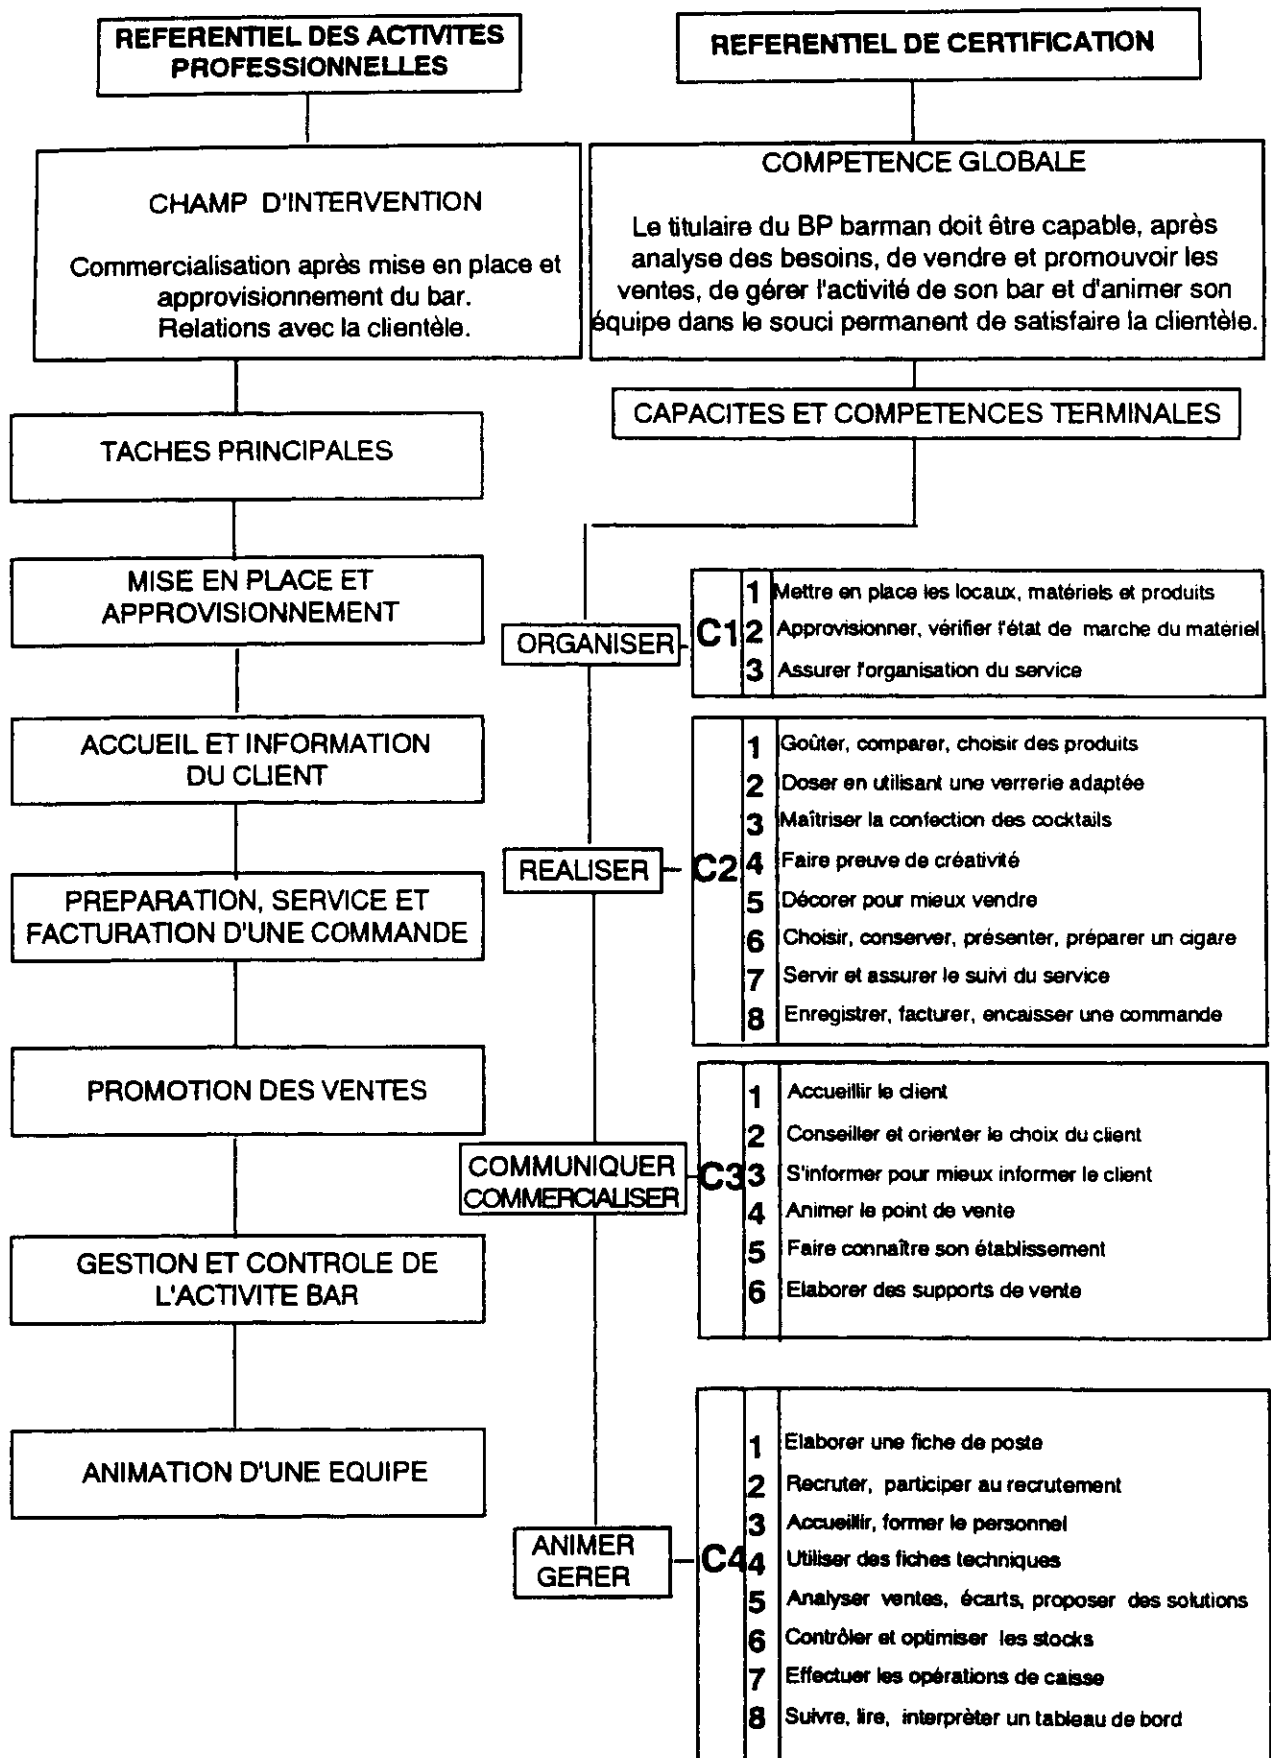 REFERENTIEL DES ACTIVITES
PROFESSIONNELLES
CHAMP D'INTERVENTION
Commercialisation après mise en place et
approvisionnement du bar.
Relations avec la clientèle.
TACHES PRINCIPALES
MISE EN PLACE ET
APPROVISIONNEMENT
ACCUEIL ET INFORMATION
DU CLIENT
PREPARATION, SERVICE ET
FACTURATION D'UNE COMMANDE
PROMOTION DES VENTES
GESTION ET CONTROLE DE
L'ACTIVITE BAR
ANIMATION D'UNE EQUIPE
REFERENTIEL DE CERTIFICATION
COMPETENCE GLOBALE
Le titulaire du BP barman doit être capable, après
analyse des besoins, de vendre et promouvoir les
ventes, de gérer l'activité de son bar et d'animer son
équipe dans le souci permanent de satisfaire la clientèle.
CAPACITES ET COMPETENCES TERMINALES
ORGANISER
C1
1 Mettre en place les locaux, matériels et produits
2 Approvisionner, vérifier l'état de marche du matériel
3 Assurer l'organisation du service
REALISER
C2
1 Goûter, comparer, choisir des produits
2 Doser en utilisant une verrerie adaptée
3 Maîtriser la confection des cocktails
4 Faire preuve de créativité
5 Décorer pour mieux vendre
6 Choisir, conserver, présenter, préparer un cigare
7 Servir et assurer le suivi du service
8 Enregistrer, facturer, encaisser une commande
COMMUNIQUER
COMMERCIALISER
C3
1 Accueillir le client
2 Conseiller et orienter le choix du client
3 S'informer pour mieux informer le client
4 Animer le point de vente
5 Faire connaître son établissement
6 Elaborer des supports de vente
ANIMER
GERER
C4
1 Elaborer une fiche de poste
2 Recruter, participer au recrutement
3 Accueillir, former le personnel
4 Utiliser des fiches techniques
5 Analyser ventes, écarts, proposer des solutions
6 Contrôler et optimiser les stocks
7 Effectuer les opérations de caisse
8 Suivre, lire, interprèter un tableau de bord